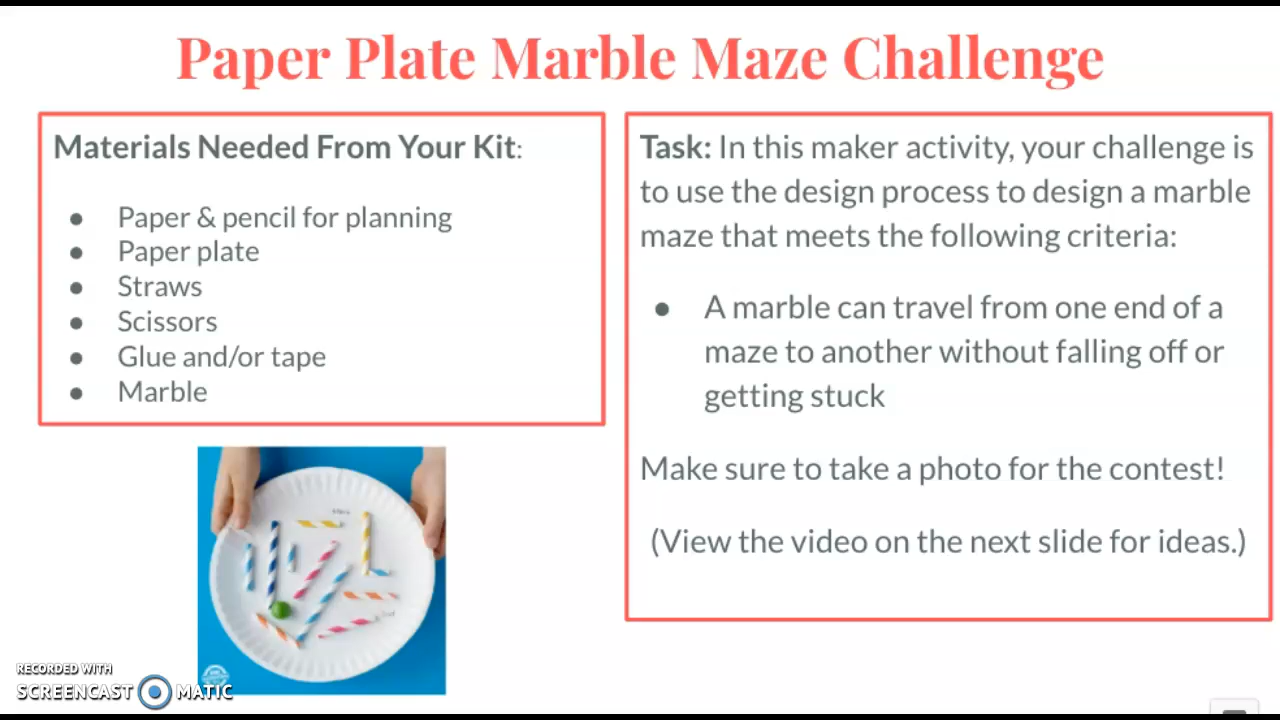 Paper Plate Marble Maze Challenge
Materials Needed From Your Kit:
● Paper & pencil for planning
● Paper plate
● Straws
● Scissors
● Glue and/or tape
● Marble
Task: In this maker activity, your challenge is
to use the design process to design a marble
maze that meets the following criteria:
● A marble can travel from one end of a
maze to another without falling off or
getting stuck
Make sure to take a photo for the contest!
(View the video on the next slide for ideas.)
RECORDED WITH
SCREENCAST MATIC